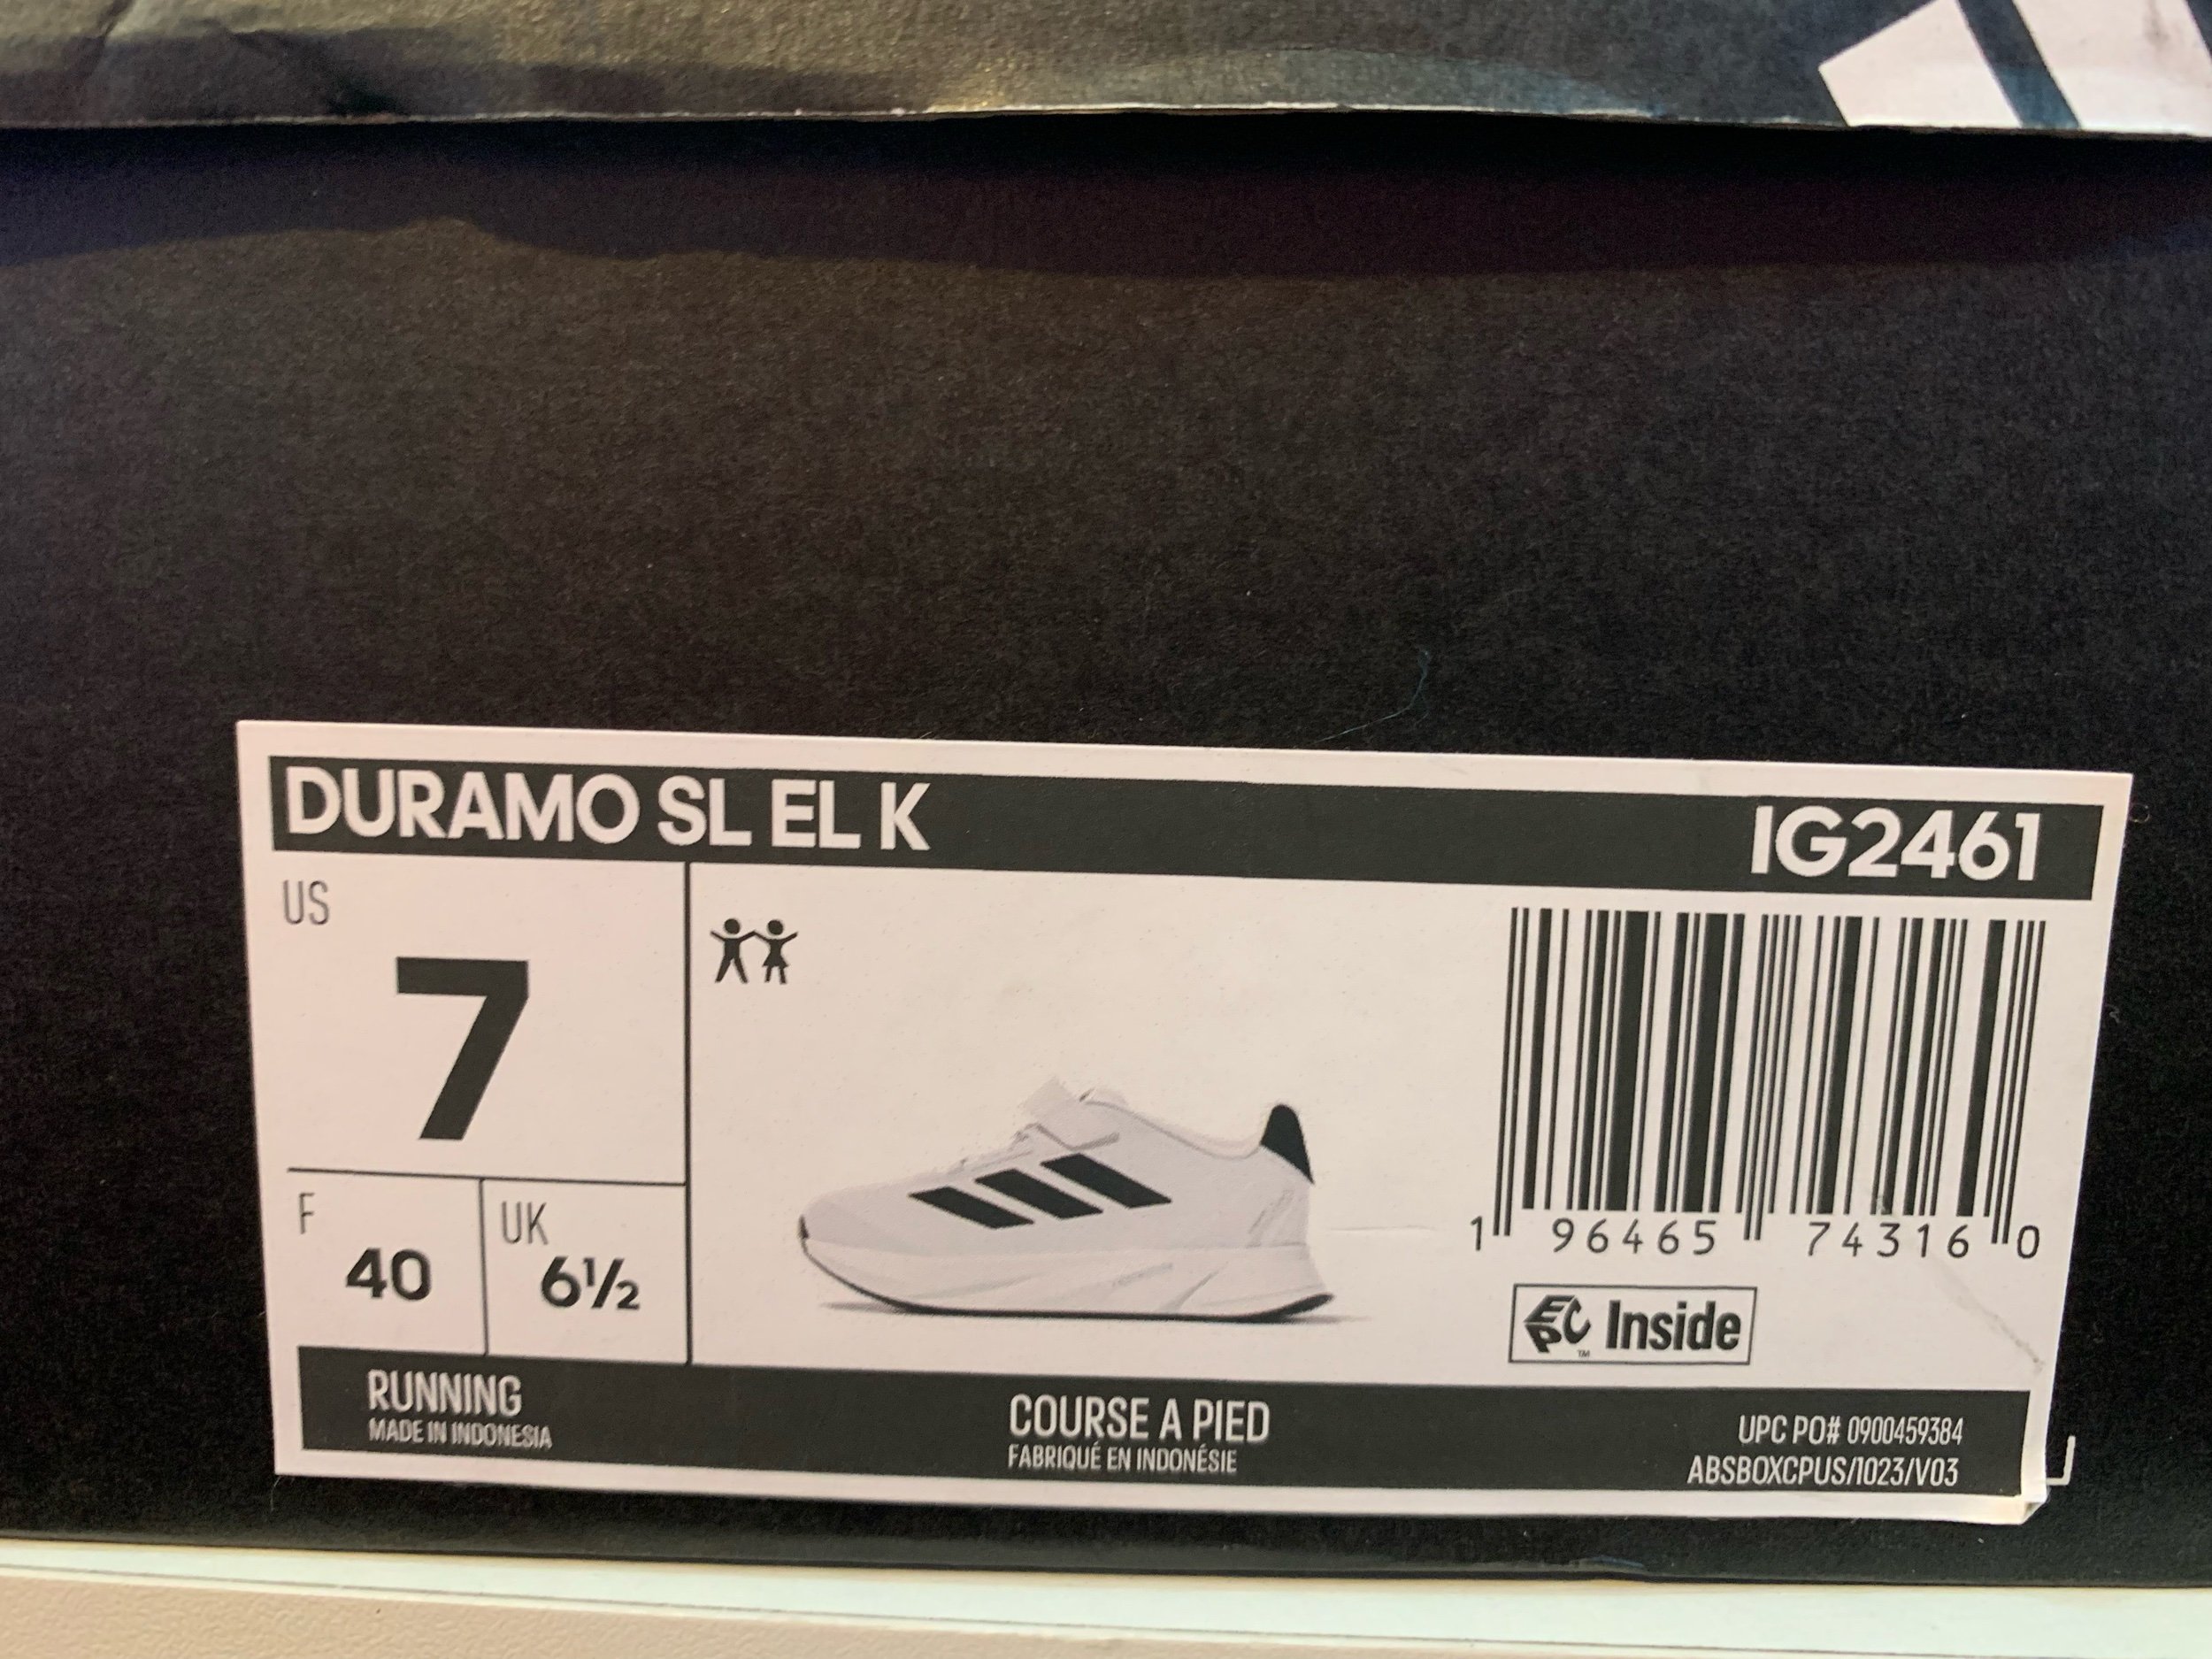 DURAMO SL EL K
IG2461
US
7
F
40
UK
6½
1 96465 74316 0
EPC™ Inside
RUNNING
MADE IN INDONESIA
COURSE A PIED
FABRIQUÉ EN INDONÉSIE
UPC PO# 0900459384
ABSBOXCPUS/1023/V03